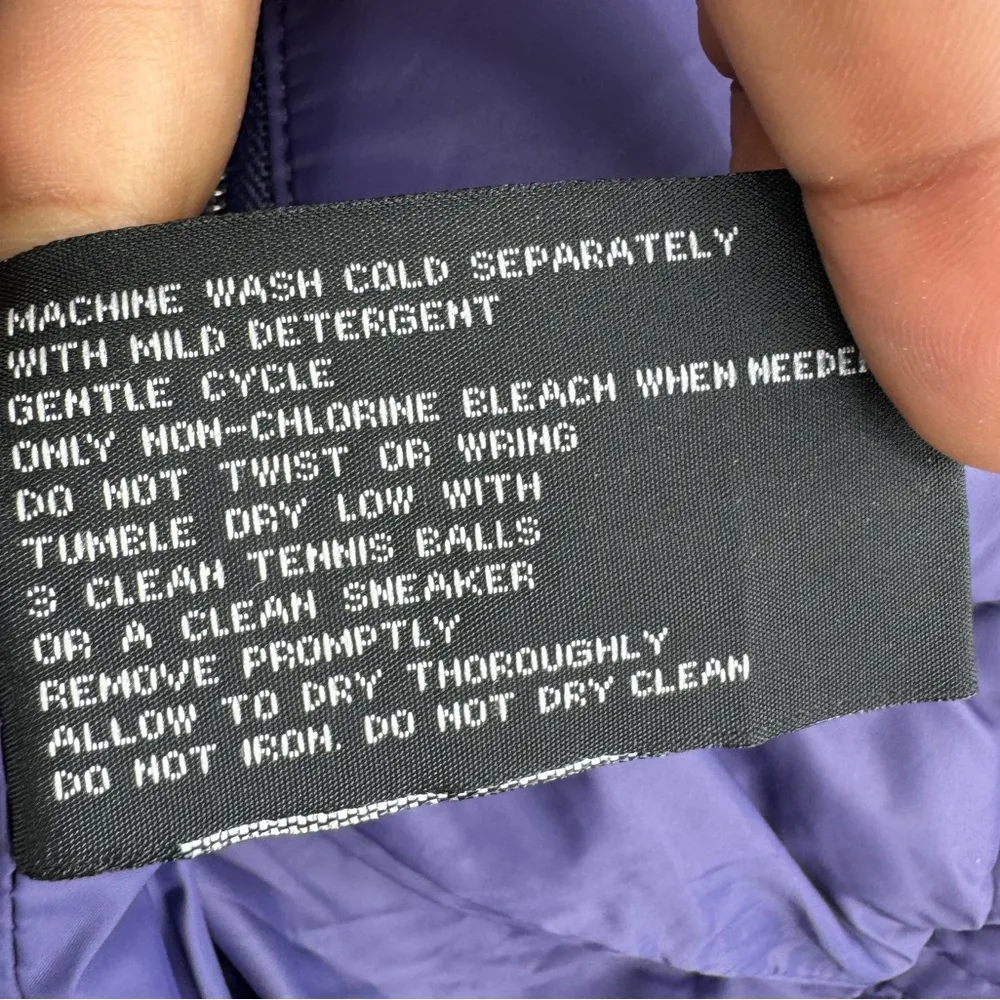 MACHINE WASH COLD SEPARATELY
WITH MILD DETERGENT
GENTLE CYCLE
ONLY NON-CHLORINE BLEACH WHEN NEEDED
DO NOT TWIST OR WRING
TUMBLE DRY LOW WITH
3 CLEAN TENNIS BALLS
OR A CLEAN SNEAKER
REMOVE PROMPTLY
ALLOW TO DRY THOROUGHLY
DO NOT IRON. DO NOT DRY CLEAN